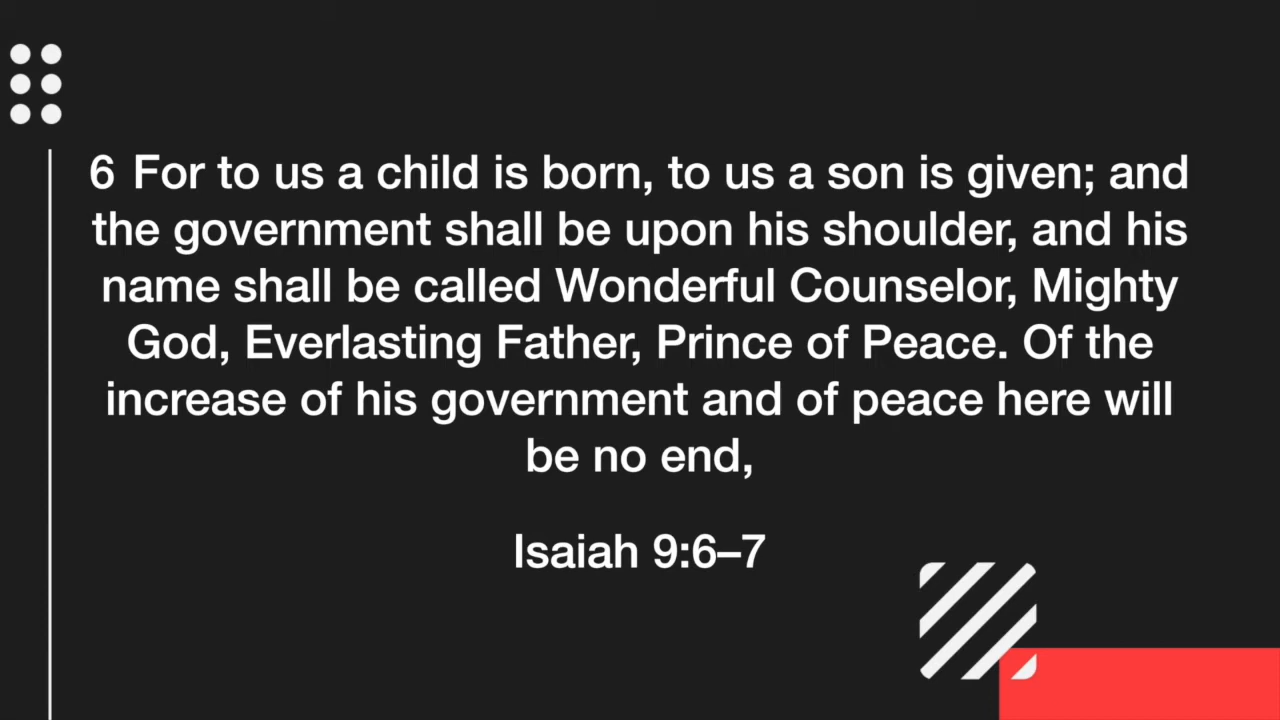 6 For to us a child is born, to us a son is given; and
the government shall be upon his shoulder, and his
name shall be called Wonderful Counselor, Mighty
God, Everlasting Father, Prince of Peace. Of the
increase of his government and of peace here will
be no end,
Isaiah 9:6–7